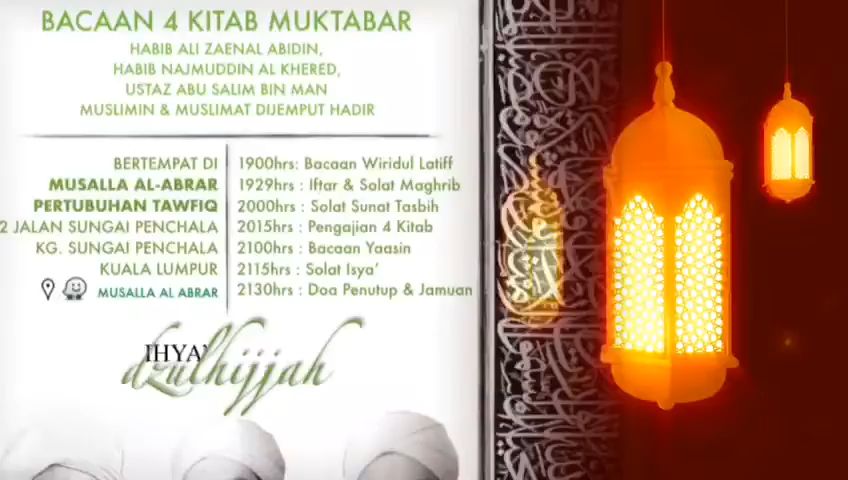 BACAAN 4 KITAB MUKTABAR
HABIB ALI ZAENAL ABIDIN,
HABIB NAJMUDDIN AL KHERED,
USTAZ ABU SALIM BIN MAN
MUSLIMIN & MUSLIMAT DIJEMPUT HADIR
BERTEMPAT DI
MUSALLA AL-ABRAR
PERTUBUHAN TAWFIQ
2 JALAN SUNGAI PENCHALA
KG. SUNGAI PENCHALA
KUALA LUMPUR
MUSALLA AL ABRAR
1900hrs : Bacaan Wiridul Latiff
1929hrs : Iftar & Solat Maghrib
2000hrs : Solat Sunat Tasbih
2015hrs : Pengajian 4 Kitab
2100hrs : Bacaan Yaasin
2115hrs : Solat Isya’
2130hrs : Doa Penutup & Jamuan
IHYA'
dzulhijjah